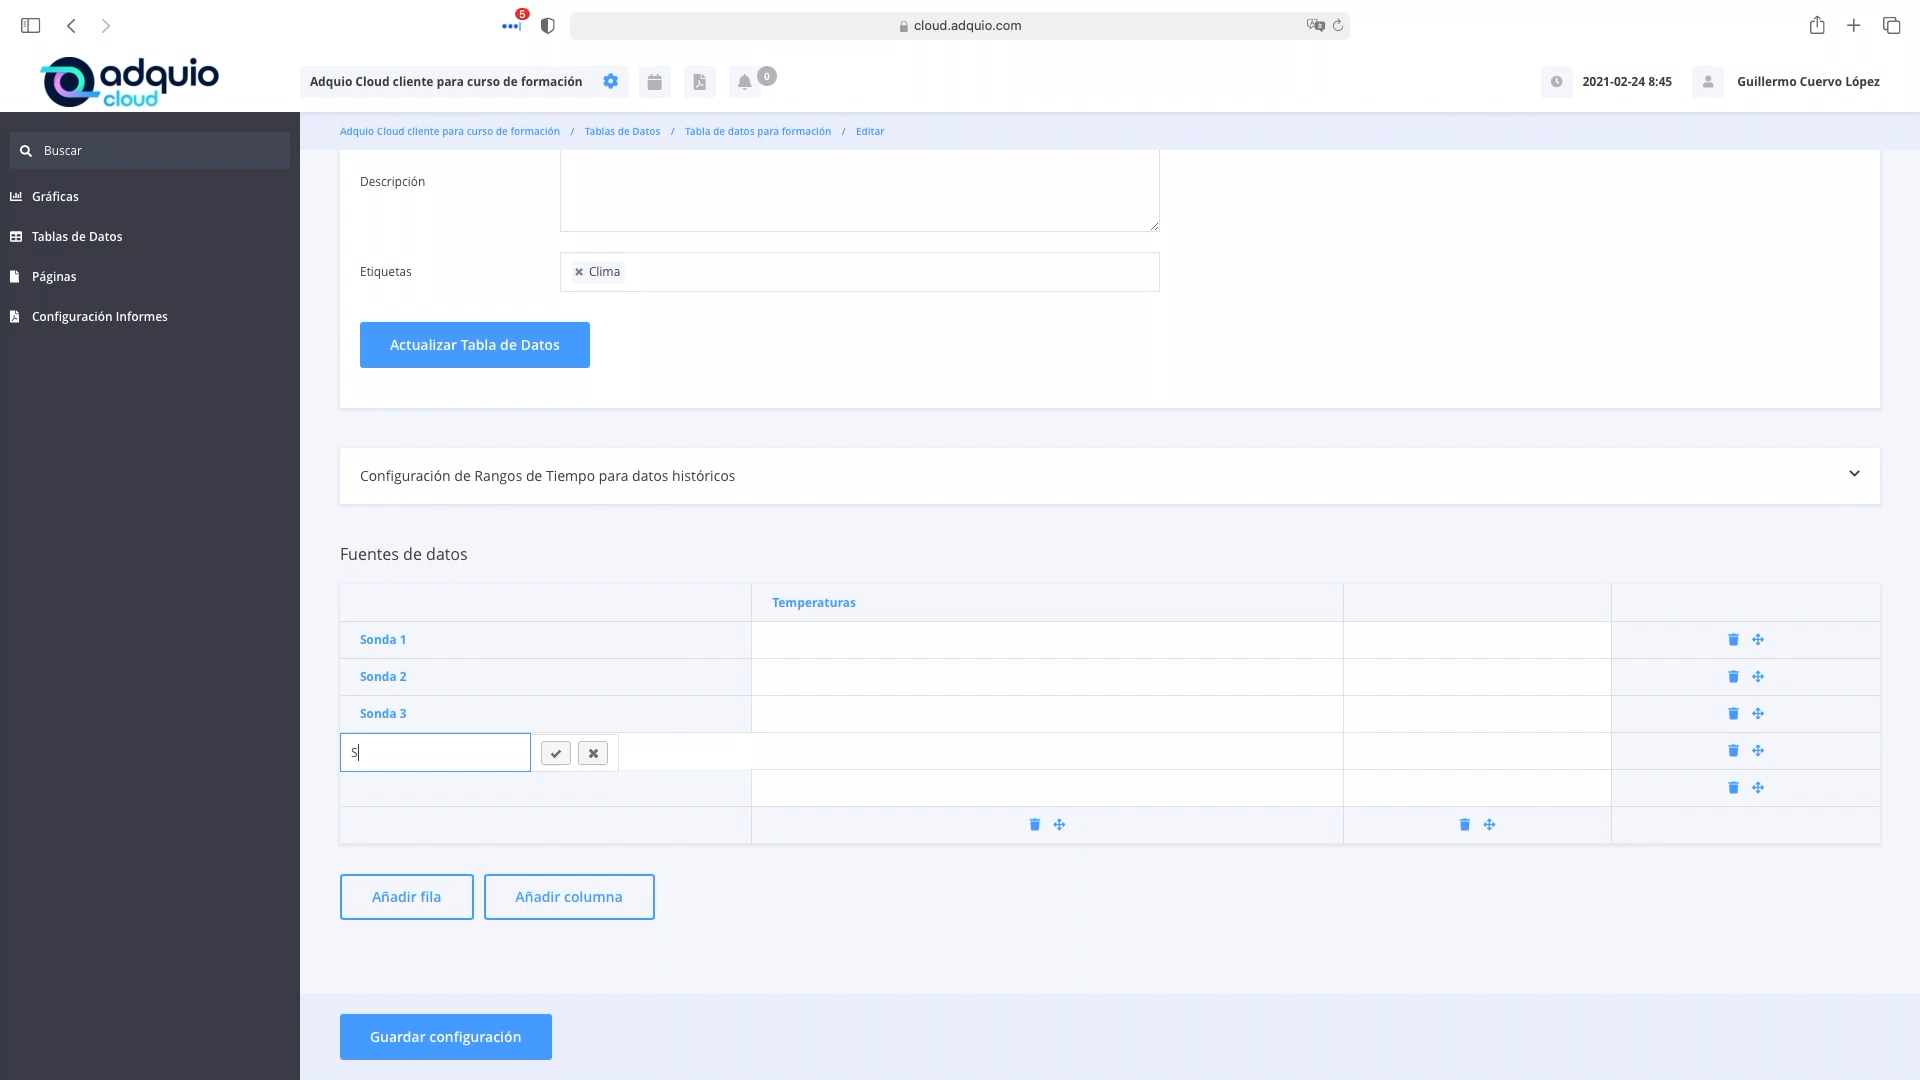 5
cloud.adquio.com
adquio
cloud
Adquio Cloud cliente para curso de formación
0
2021-02-24 8:45
Guillermo Cuervo López
Adquio Cloud cliente para curso de formación / Tablas de Datos / Tabla de datos para formación / Editar
Buscar
Gráficas
Tablas de Datos
Páginas
Configuración Informes
Descripción
Etiquetas
Clima
Actualizar Tabla de Datos
Configuración de Rangos de Tiempo para datos históricos
Fuentes de datos
Temperaturas
Sonda 1
Sonda 2
Sonda 3
S
Añadir fila
Añadir columna
Guardar configuración